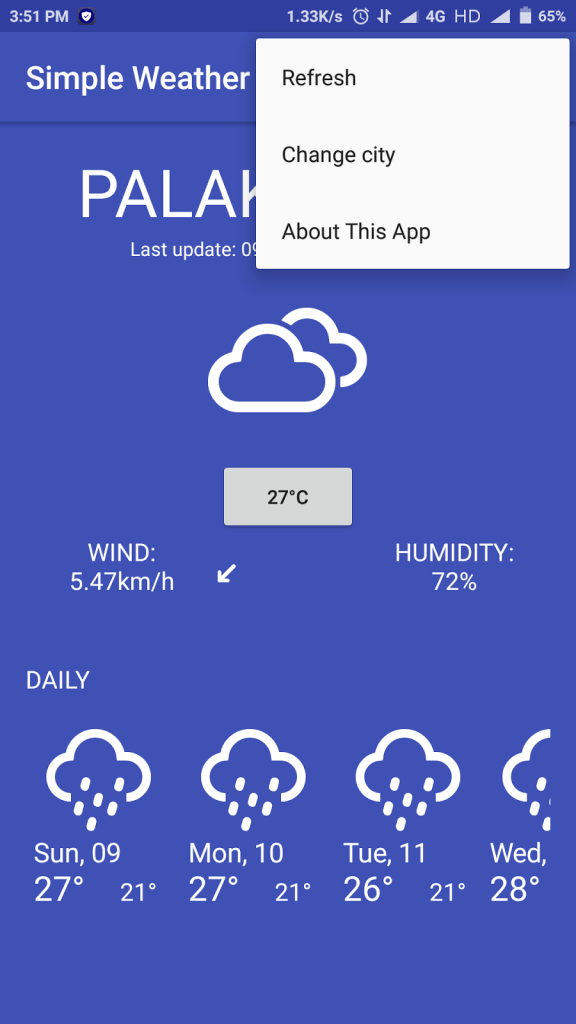 3:51 PM 1.33K/s 4G HD 65%
Simple Weather
Refresh
Change city
About This App
PALAK
Last update: 09
27°C
WIND:
5.47km/h
HUMIDITY:
72%
DAILY
Sun, 09 Mon, 10 Tue, 11 Wed,
27° 21° 27° 21° 26° 21° 28°